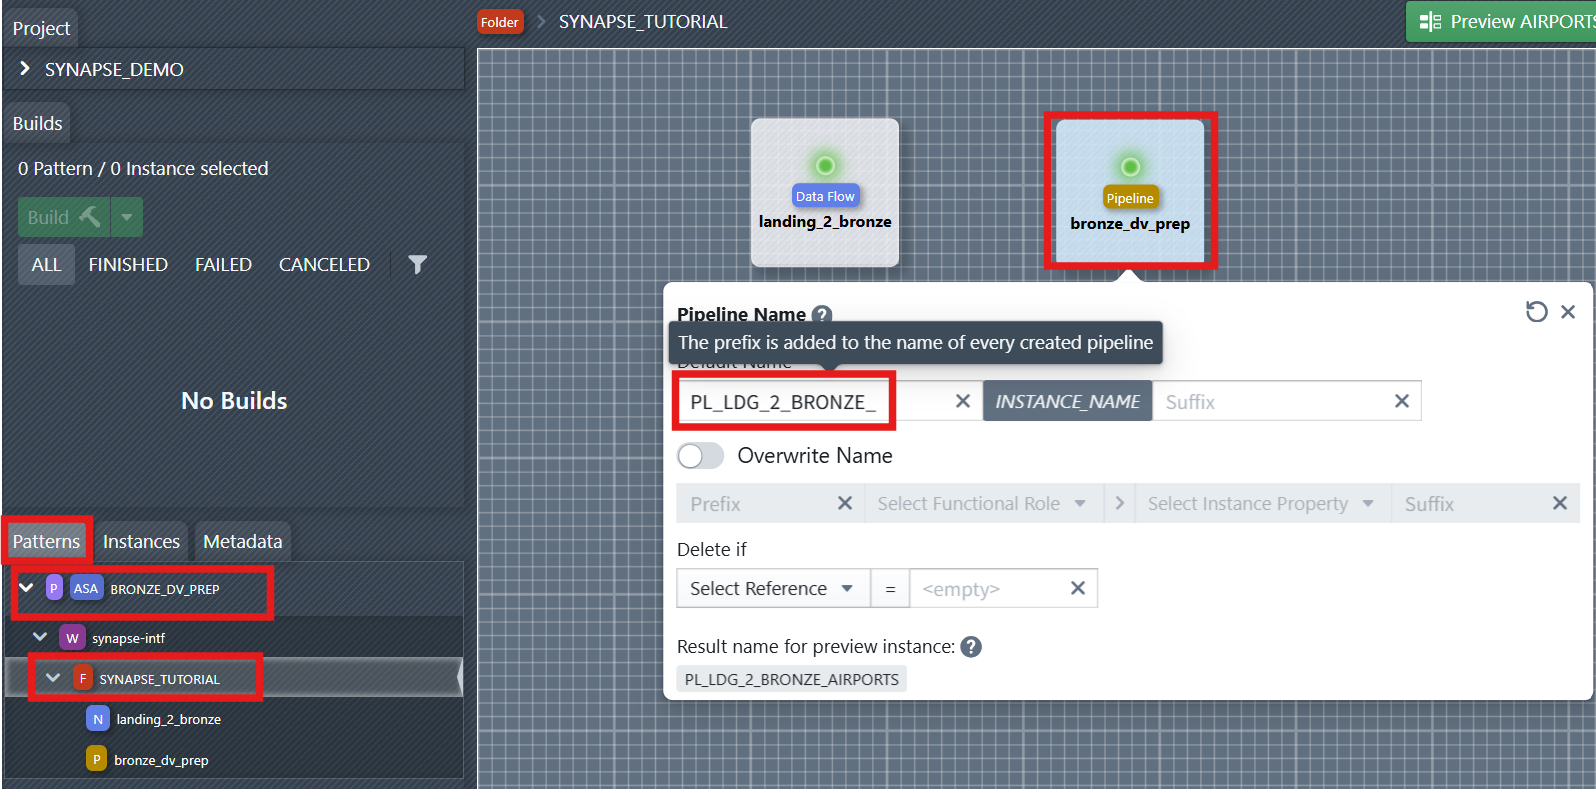 Project
SYNAPSE_DEMO
Builds
0 Pattern / 0 Instance selected
Build
ALL FINISHED FAILED CANCELED
No Builds
Patterns Instances Metadata
P ASA BRONZE_DV_PREP
W synapse-intf
F SYNAPSE_TUTORIAL
N landing_2_bronze
P bronze_dv_prep
Folder > SYNAPSE_TUTORIAL
Preview AIRPORTS
Data Flow
landing_2_bronze
Pipeline
bronze_dv_prep
Pipeline Name ?
The prefix is added to the name of every created pipeline
Default Name
PL_LDG_2_BRONZE_ INSTANCE_NAME Suffix
Overwrite Name
Prefix Select Functional Role > Select Instance Property Suffix
Delete if
Select Reference = <empty>
Result name for preview instance: ?
PL_LDG_2_BRONZE_AIRPORTS